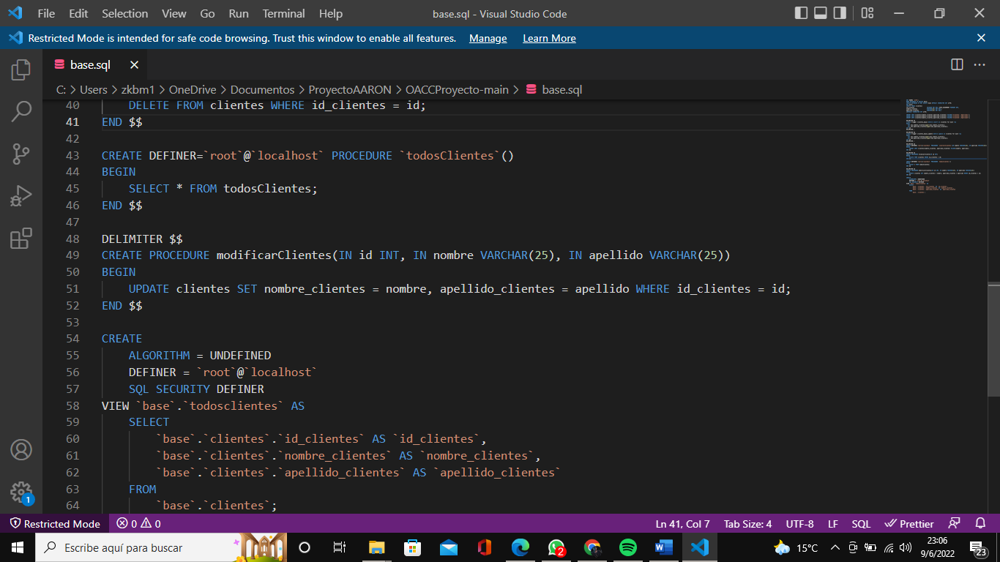 File Edit Selection View Go Run Terminal Help base.sql - Visual Studio Code
Restricted Mode is intended for safe code browsing. Trust this window to enable all features. Manage Learn More
base.sql
C: > Users > zkbm1 > OneDrive > Documentos > ProyectoAARON > OACCProyecto-main > base.sql
40 DELETE FROM clientes WHERE id_clientes = id;
41 END $$
42
43 CREATE DEFINER=`root`@`localhost` PROCEDURE `todosClientes`()
44 BEGIN
45 SELECT * FROM todosClientes;
46 END $$
47
48 DELIMITER $$
49 CREATE PROCEDURE modificarClientes(IN id INT, IN nombre VARCHAR(25), IN apellido VARCHAR(25))
50 BEGIN
51 UPDATE clientes SET nombre_clientes = nombre, apellido_clientes = apellido WHERE id_clientes = id;
52 END $$
53
54 CREATE
55 ALGORITHM = UNDEFINED
56 DEFINER = `root`@`localhost`
57 SQL SECURITY DEFINER
58 VIEW `base`.`todosclientes` AS
59 SELECT
60 `base`.`clientes`.`id_clientes` AS `id_clientes`,
61 `base`.`clientes`.`nombre_clientes` AS `nombre_clientes`,
62 `base`.`clientes`.`apellido_clientes` AS `apellido_clientes`
63 FROM
64 `base`.`clientes`;
1
Restricted Mode 0 0 Ln 41, Col 7 Tab Size: 4 UTF-8 LF SQL Prettier
Escribe aquí para buscar 2 15°C 23:06
9/6/2022 23